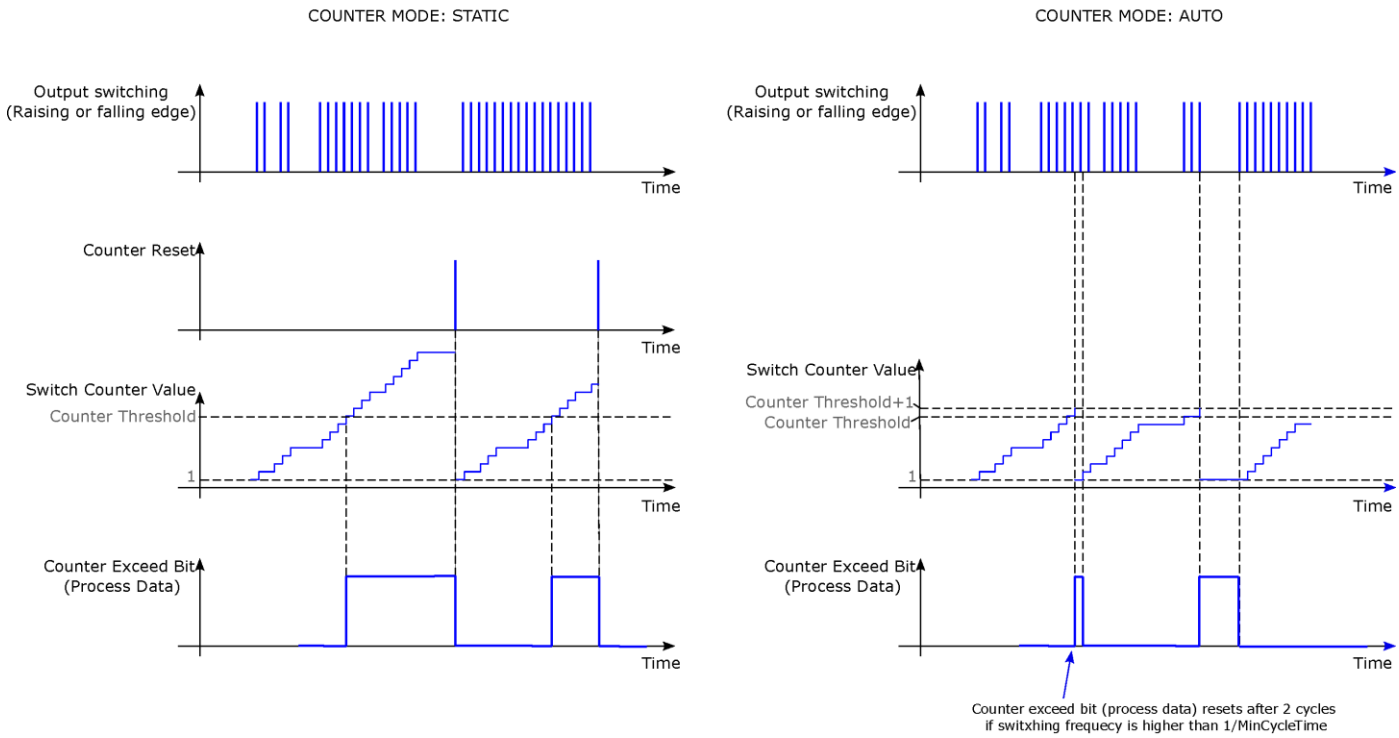 COUNTER MODE: STATIC
Output switching
(Raising or falling edge)
Time
Counter Reset
Time
Switch Counter Value
Counter Threshold
1
Time
Counter Exceed Bit
(Process Data)
Time
COUNTER MODE: AUTO
Output switching
(Raising or falling edge)
Time
Switch Counter Value
Counter Threshold+1
Counter Threshold
1
Time
Counter Exceed Bit
(Process Data)
Time
Counter exceed bit (process data) resets after 2 cycles
if switxhing frequecy is higher than 1/MinCycleTime